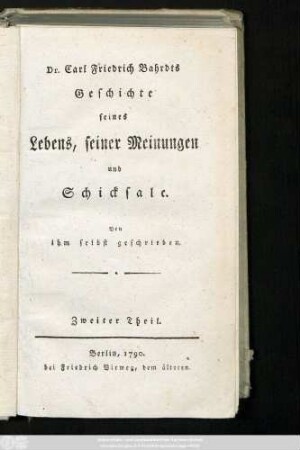 Dr. Carl Friedrich Bahrdts
Geschichte
seines
Lebens, seiner Meinungen
und
Schicksale.
Von
ihm selbst geschrieben.
Zweiter Theil.
Berlin, 1790.
bei Friedrich Vieweg, dem älteren.